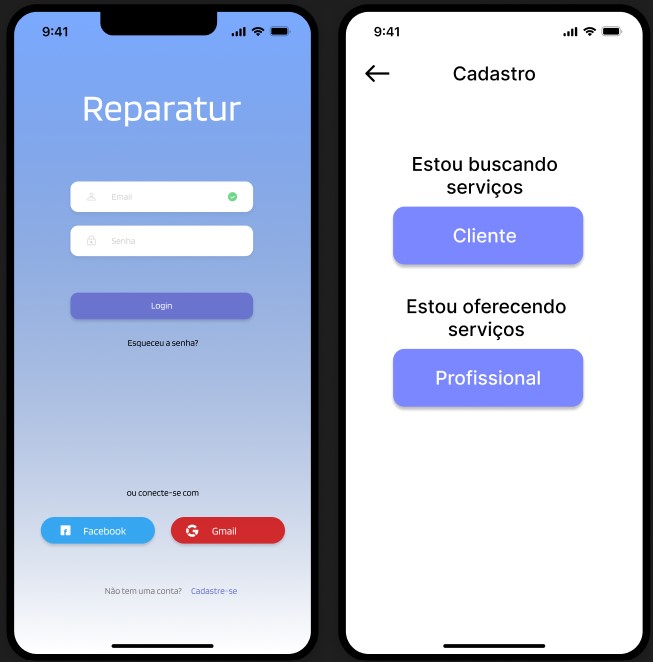 9:41
Reparatur
Email
Senha
Login
Esqueceu a senha?
ou conecte-se com
Facebook
Gmail
Não tem uma conta? Cadastre-se
9:41
Cadastro
Estou buscando
serviços
Cliente
Estou oferecendo
serviços
Profissional